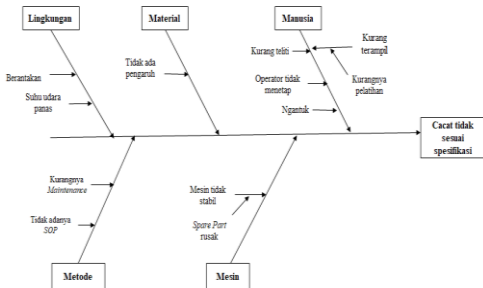 Lingkungan
Material
Manusia
Kurang
terampil
Kurang teliti
Tidak ada
pengaruh
Berantakan
Operator tidak
menetap
Kurangnya
pelatihan
Suhu udara
panas
Ngantuk
Cacat tidak
sesuai
spesifikasi
Kurangnya
Maintenance
Mesin tidak
stabil
Tidak adanya
SOP
Spare Part
rusak
Metode
Mesin